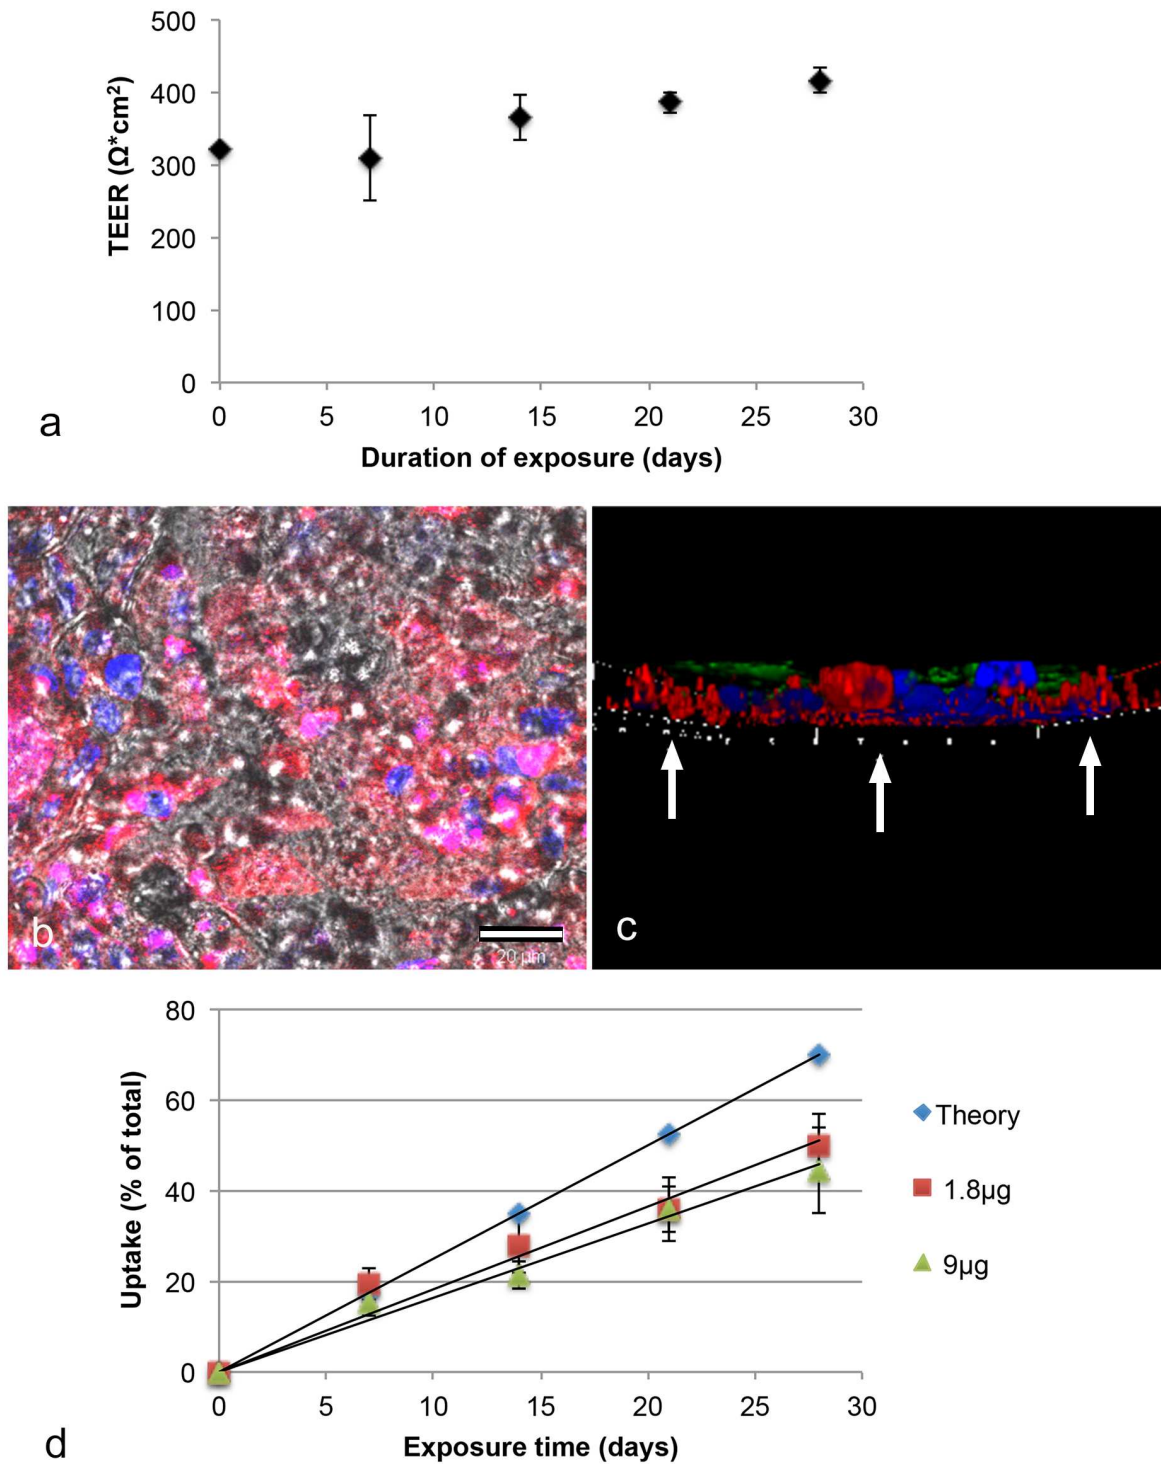 500
400
300
200
100
0
TEER (Ω*cm²)
0 5 10 15 20 25 30
Duration of exposure (days)
a
b
20 µm
c
80
60
40
20
0
Uptake (% of total)
0 5 10 15 20 25 30
Exposure time (days)
Theory
1.8µg
9µg
d